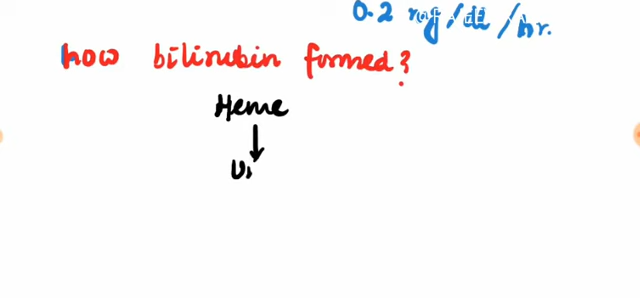 0.2 mg/dl/hr.
how bilirubin formed?
Heme
↓